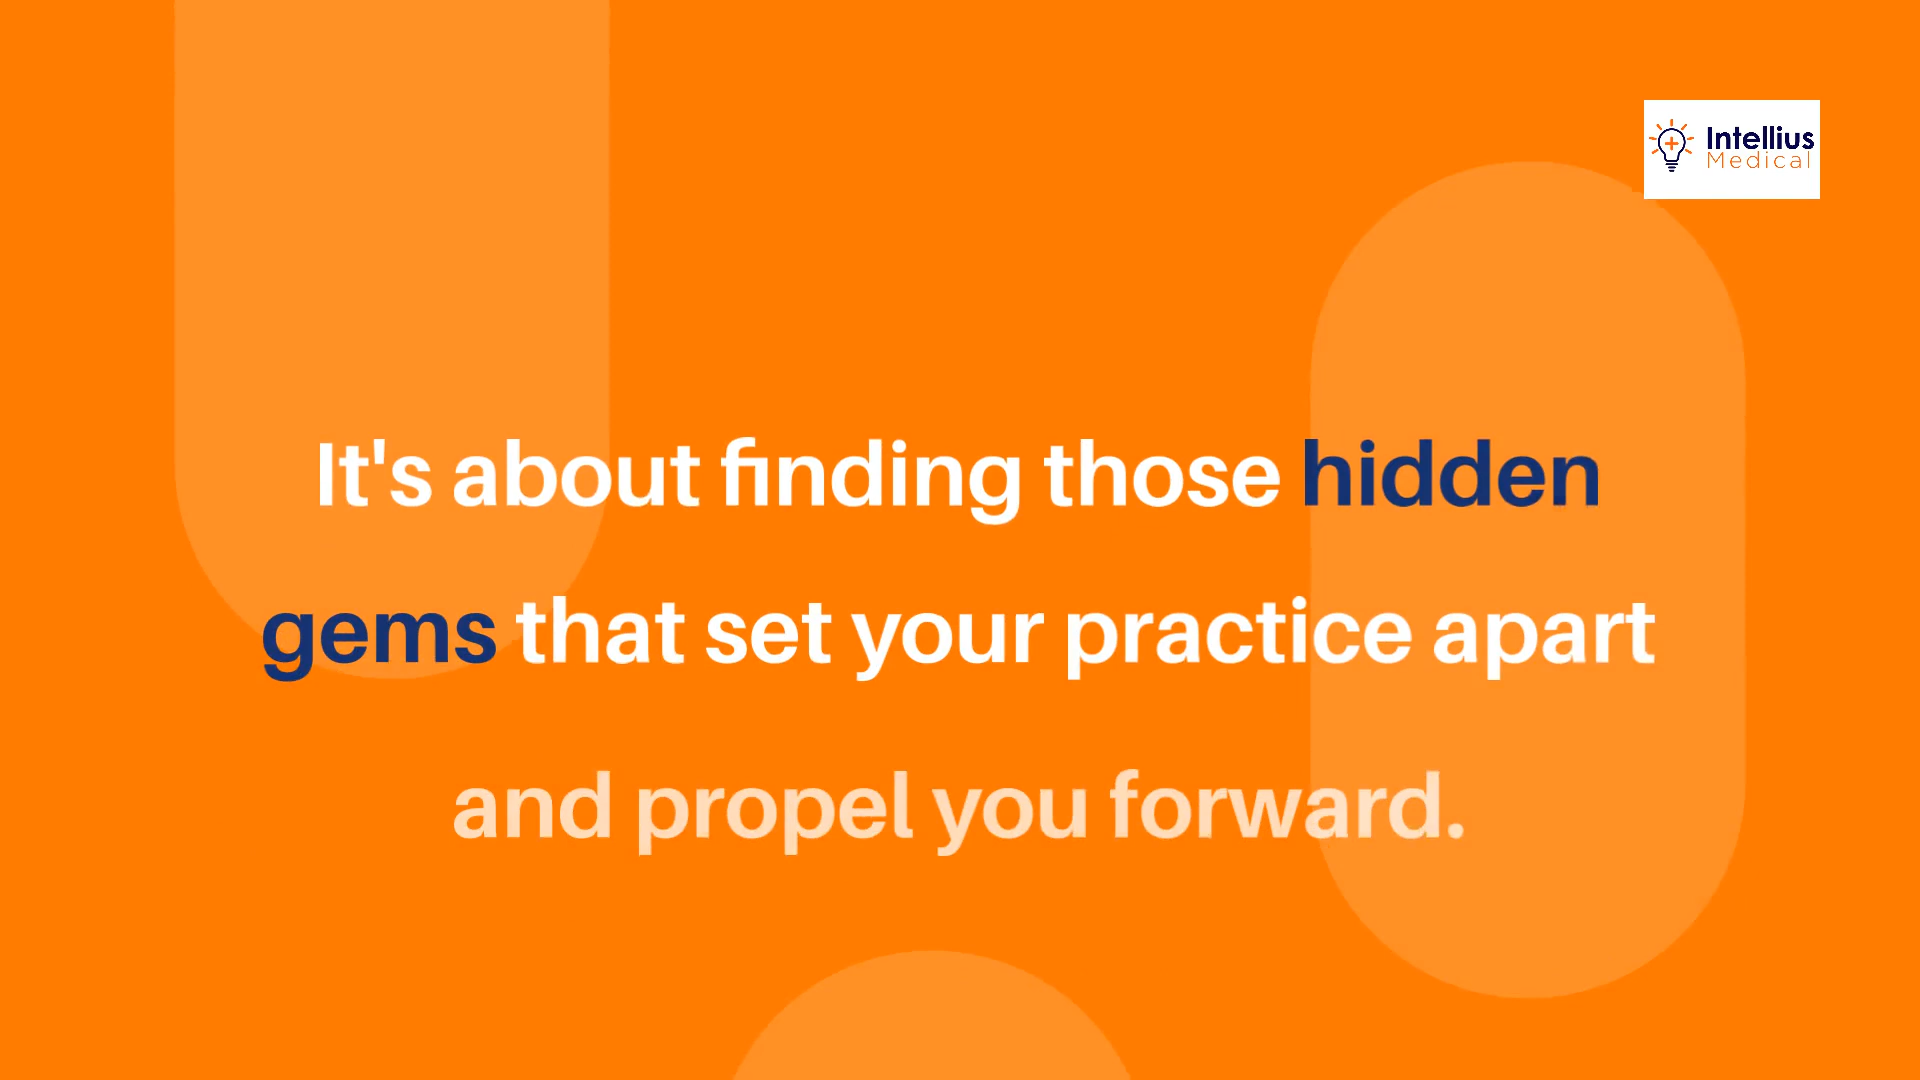 Intellius
Medical
It's about finding those hidden
gems that set your practice apart
and propel you forward.